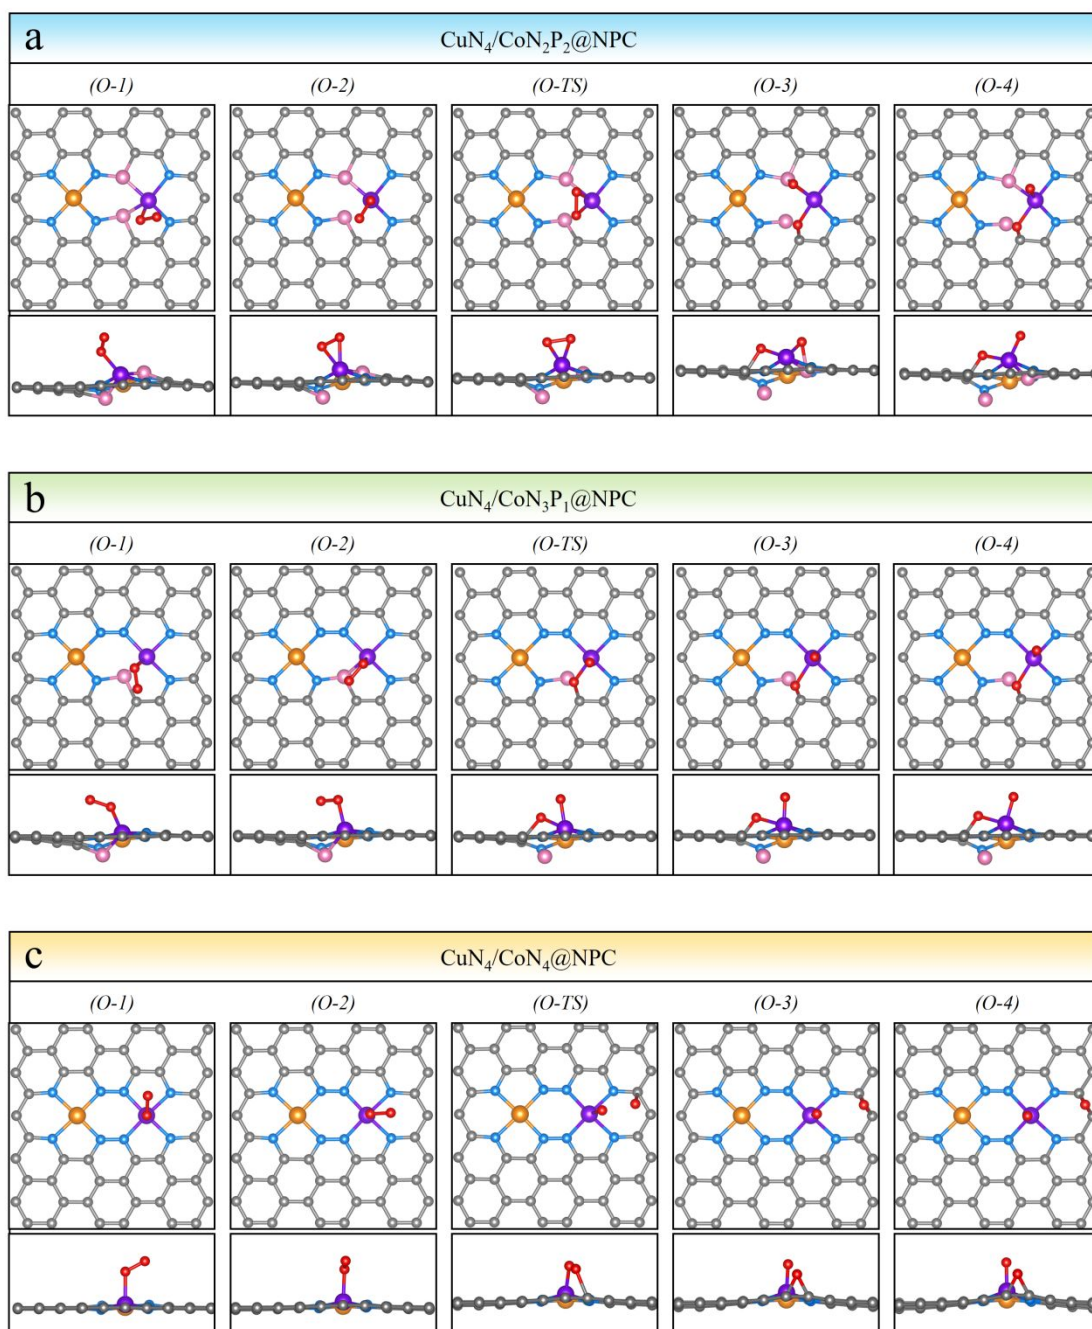 a
CuN₄/CoN₂P₂@NPC
(O-1) (O-2) (O-TS) (O-3) (O-4)
b
CuN₄/CoN₃P₁@NPC
(O-1) (O-2) (O-TS) (O-3) (O-4)
c
CuN₄/CoN₄@NPC
(O-1) (O-2) (O-TS) (O-3) (O-4)